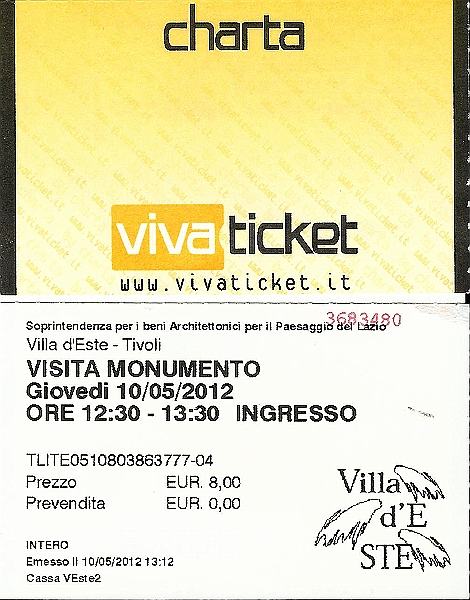 charta
vivaticket
www.vivaticket.it
3683480
Soprintendenza per i beni Architettonici per il Paesaggio del Lazio
Villa d'Este - Tivoli
VISITA MONUMENTO
Giovedi 10/05/2012
ORE 12:30 - 13:30 INGRESSO
TLITE0510803863777-04
Prezzo EUR. 8,00
Prevendita EUR. 0,00
Villa
d'E
STE
INTERO
Emesso Il 10/05/2012 13:12
Cassa VEste2